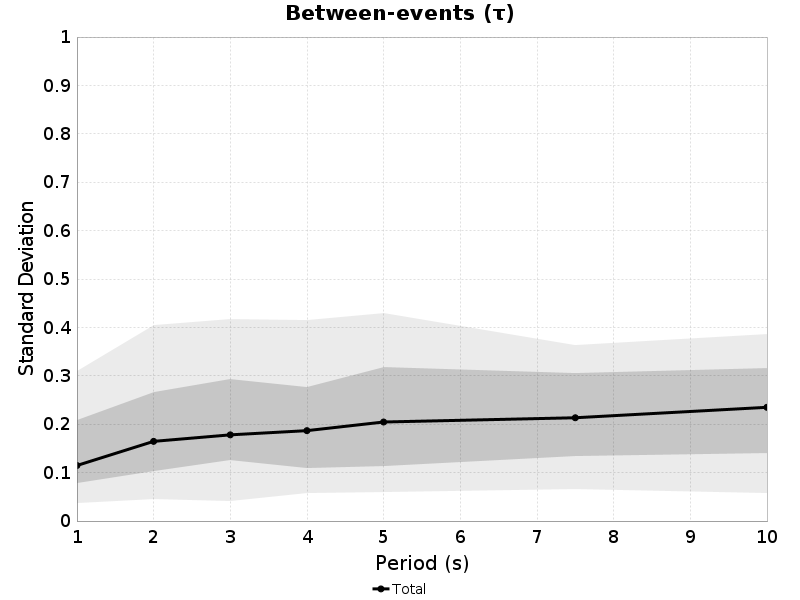 Between-events (τ)
1
0.9
0.8
0.7
0.6
0.5
0.4
0.3
0.2
0.1
0
Standard Deviation
1 2 3 4 5 6 7 8 9 10
Period (s)
Total